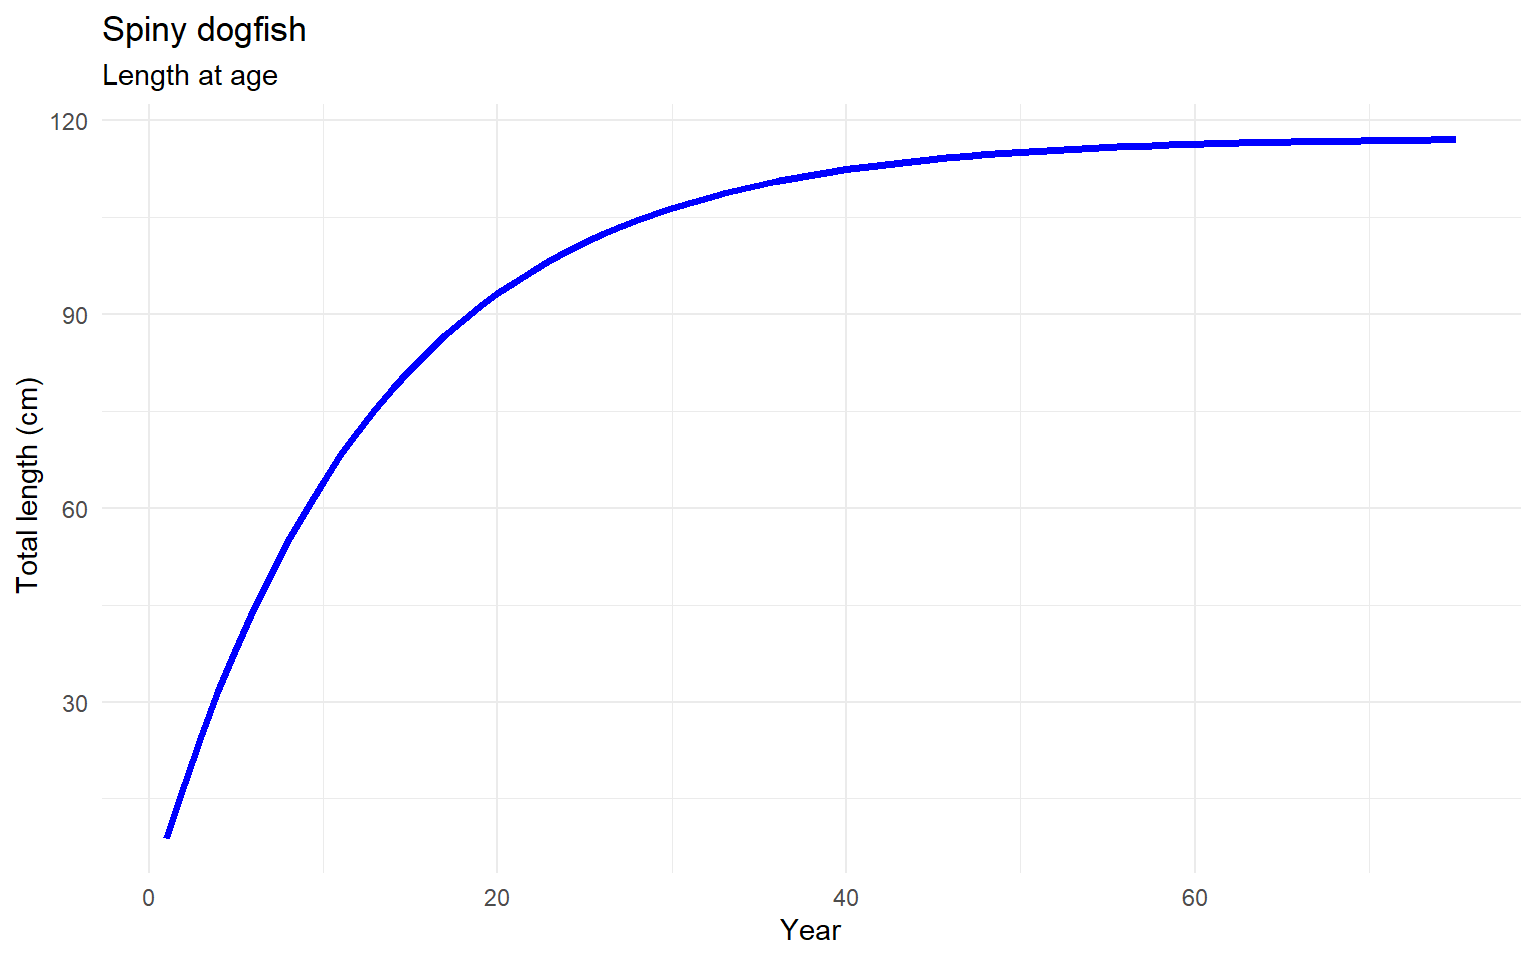 Spiny dogfish
Length at age
120
90
60
30
Total length (cm)
0 20 40 60
Year